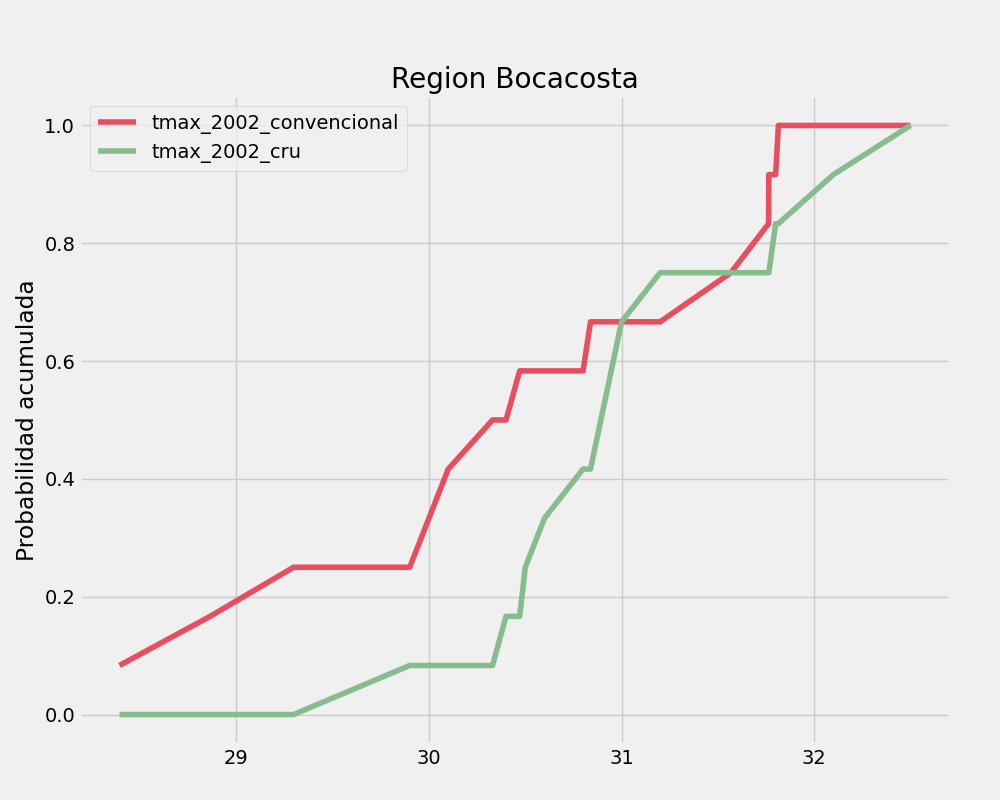 Region Bocacosta
tmax_2002_convencional
tmax_2002_cru
Probabilidad acumulada
1.0
0.8
0.6
0.4
0.2
0.0
29 30 31 32